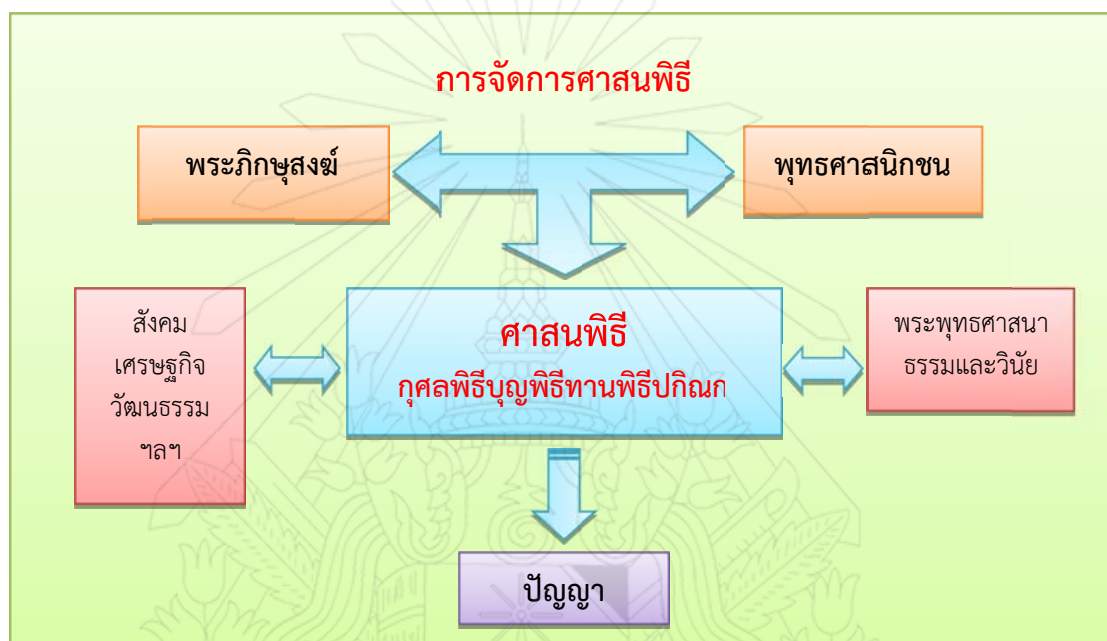 การจัดการศาสนพิธี
พระภิกษุสงฆ์
พุทธศาสนิกชน
ศาสนพิธี
กุศลพิธีบุญพิธีทานพิธีปกิณก
สังคม
เศรษฐกิจ
วัฒนธรรม
ฯลฯ
พระพุทธศาสนา
ธรรมและวินัย
ปัญญา